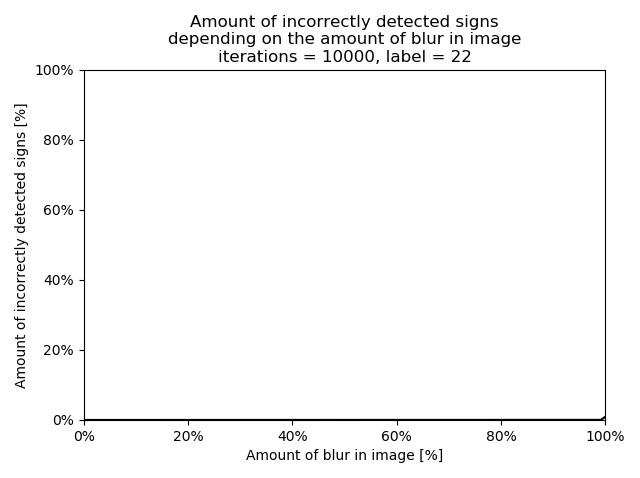 Amount of incorrectly detected signs
depending on the amount of blur in image
iterations = 10000, label = 22
100%
80%
60%
40%
20%
0%
Amount of incorrectly detected signs [%]
0% 20% 40% 60% 80% 100%
Amount of blur in image [%]